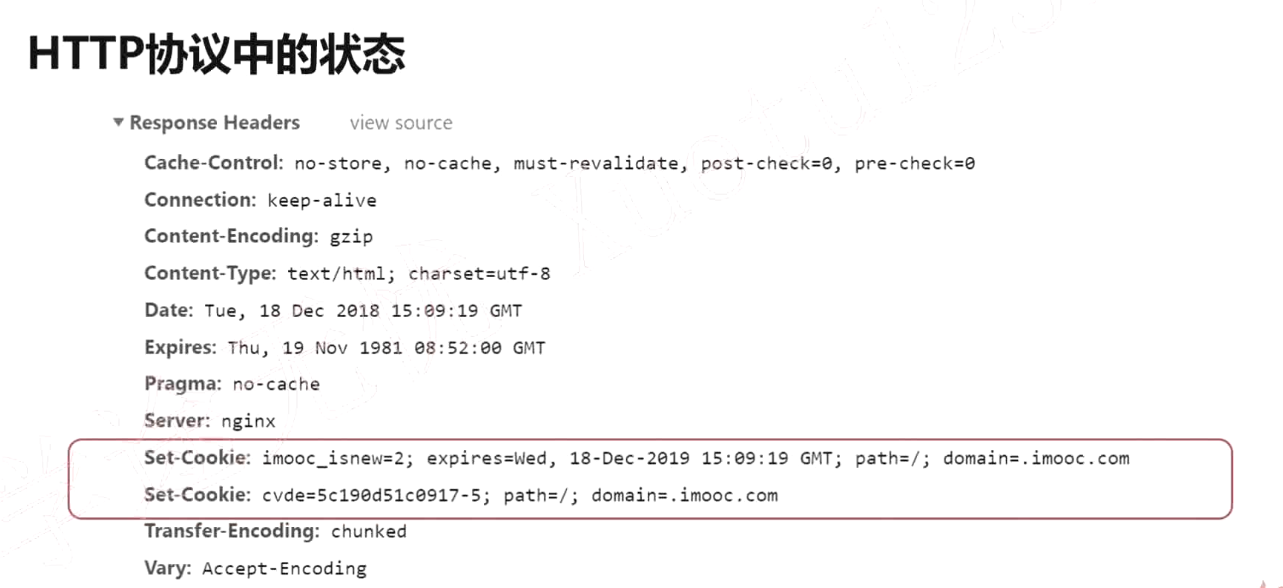 HTTP协议中的状态
▼ Response Headers view source
Cache-Control: no-store, no-cache, must-revalidate, post-check=0, pre-check=0
Connection: keep-alive
Content-Encoding: gzip
Content-Type: text/html; charset=utf-8
Date: Tue, 18 Dec 2018 15:09:19 GMT
Expires: Thu, 19 Nov 1981 08:52:00 GMT
Pragma: no-cache
Server: nginx
Set-Cookie: imooc_isnew=2; expires=Wed, 18-Dec-2019 15:09:19 GMT; path=/; domain=.imooc.com
Set-Cookie: cvde=5c190d51c0917-5; path=/; domain=.imooc.com
Transfer-Encoding: chunked
Vary: Accept-Encoding